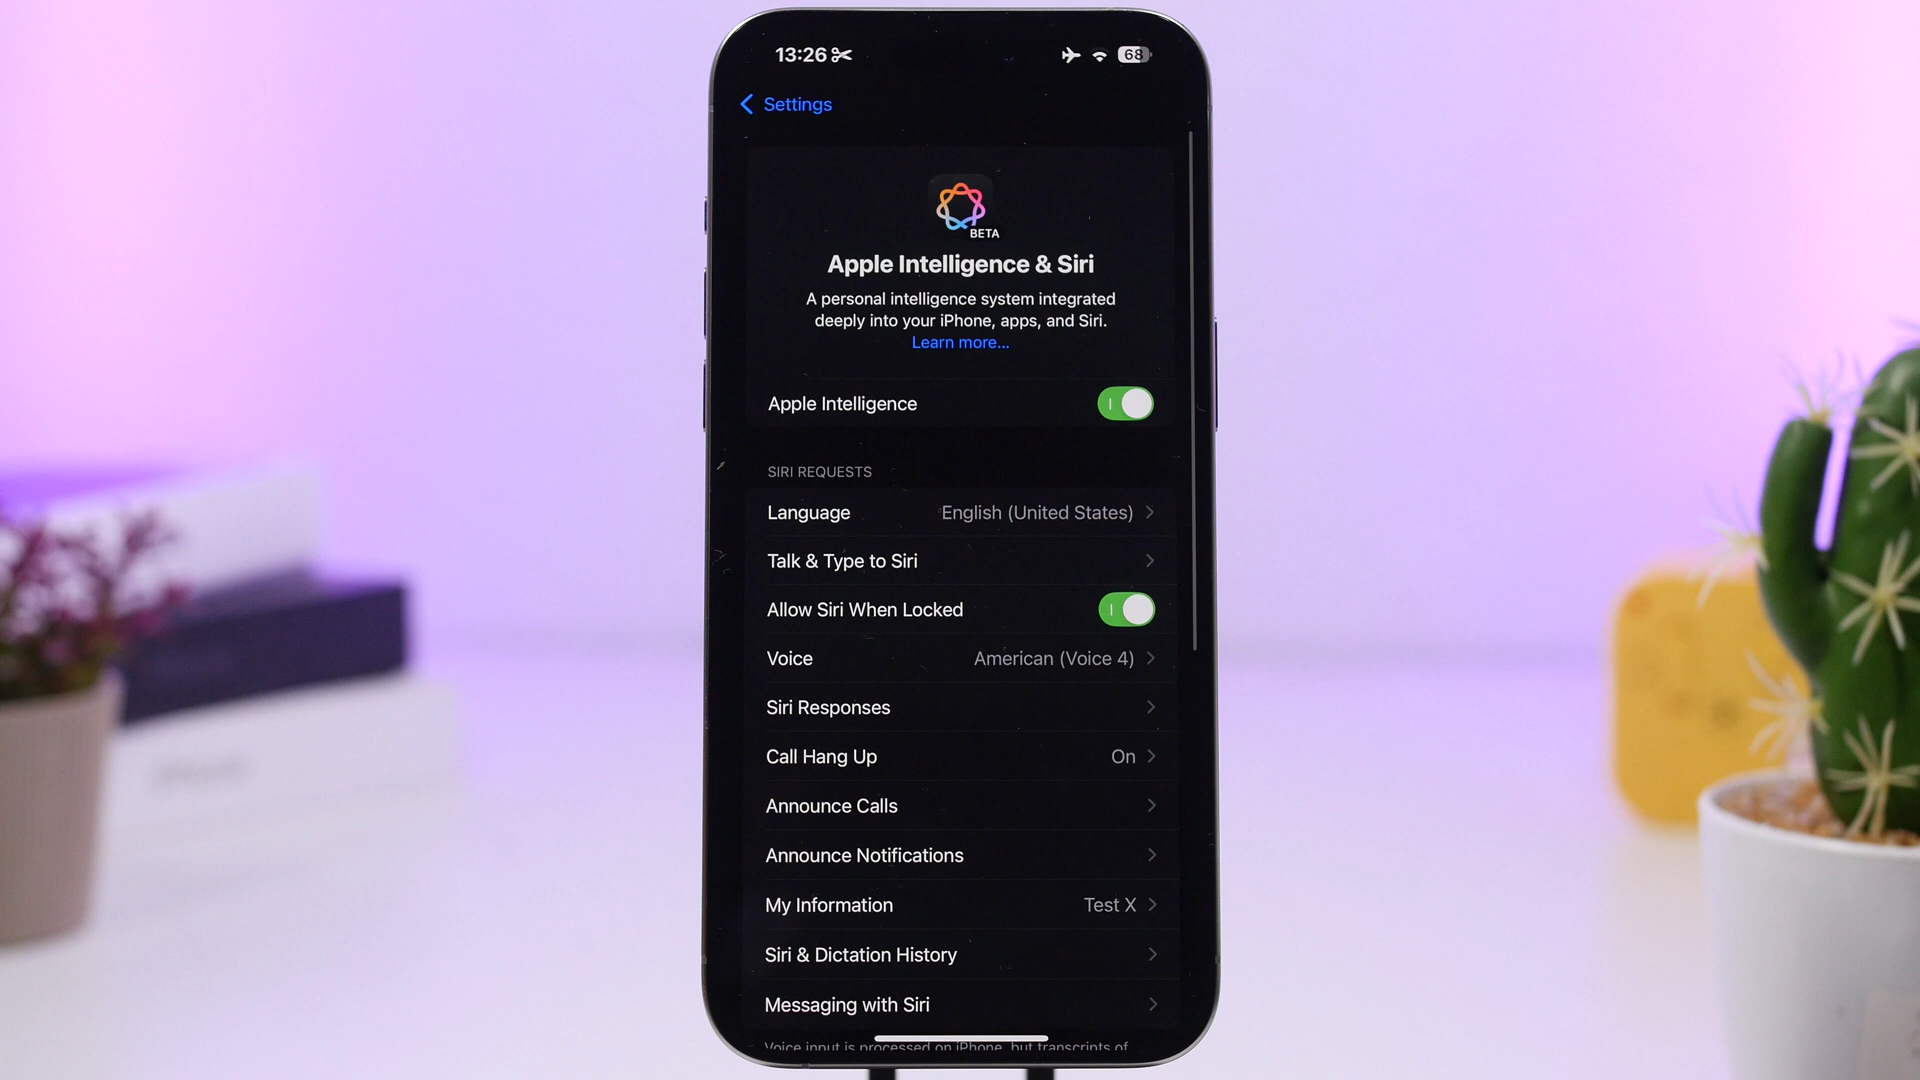 13:26
68
Settings
BETA
Apple Intelligence & Siri
A personal intelligence system integrated
deeply into your iPhone, apps, and Siri.
Learn more...
Apple Intelligence
SIRI REQUESTS
Language English (United States)
Talk & Type to Siri
Allow Siri When Locked
Voice American (Voice 4)
Siri Responses
Call Hang Up On
Announce Calls
Announce Notifications
My Information Test X
Siri & Dictation History
Messaging with Siri
Voice input is processed on iPhone, but transcripts of